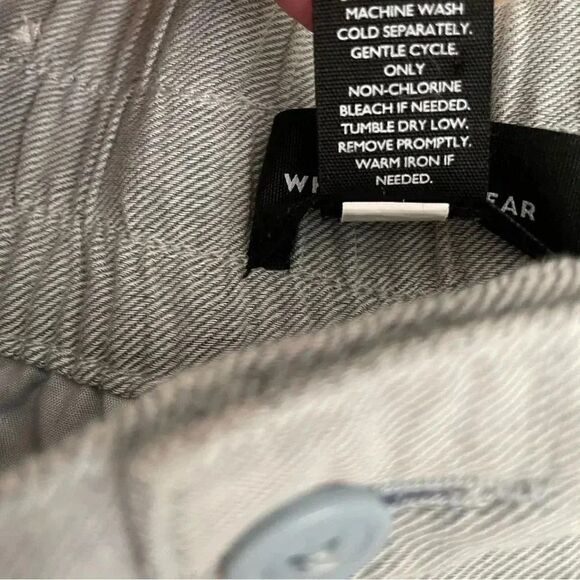 MACHINE WASH
COLD SEPARATELY.
GENTLE CYCLE.
ONLY
NON-CHLORINE
BLEACH IF NEEDED.
TUMBLE DRY LOW.
REMOVE PROMPTLY.
WARM IRON IF
NEEDED.